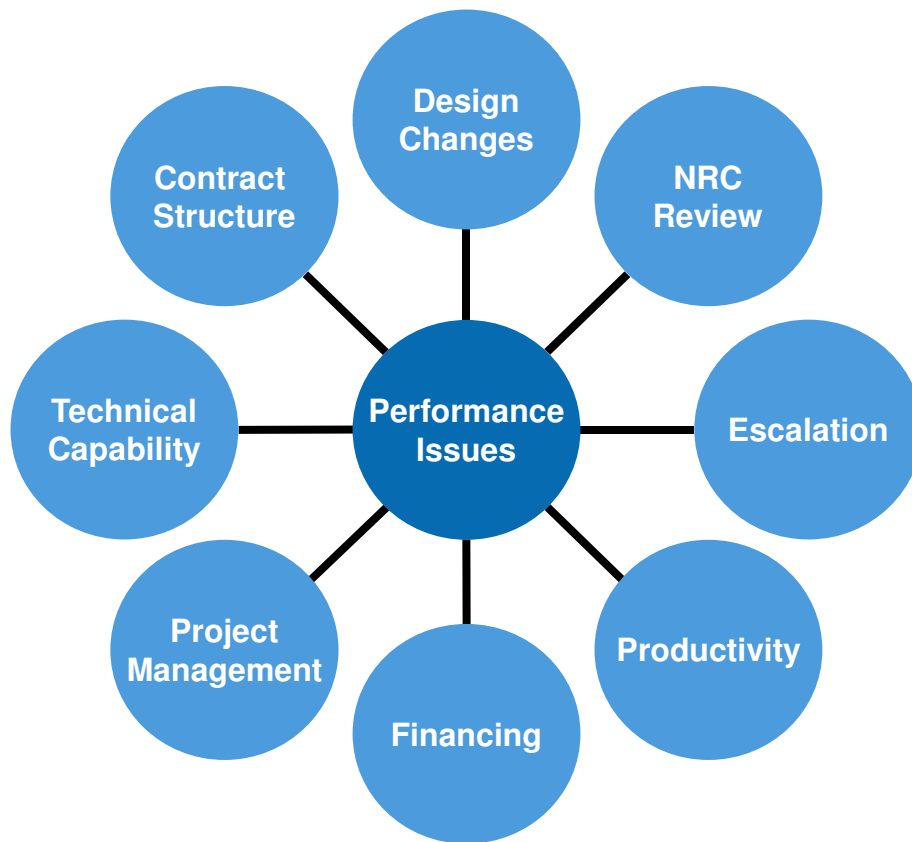 Design
Changes
NRC
Review
Contract
Structure
Escalation
Performance
Issues
Technical
Capability
Productivity
Project
Management
Financing